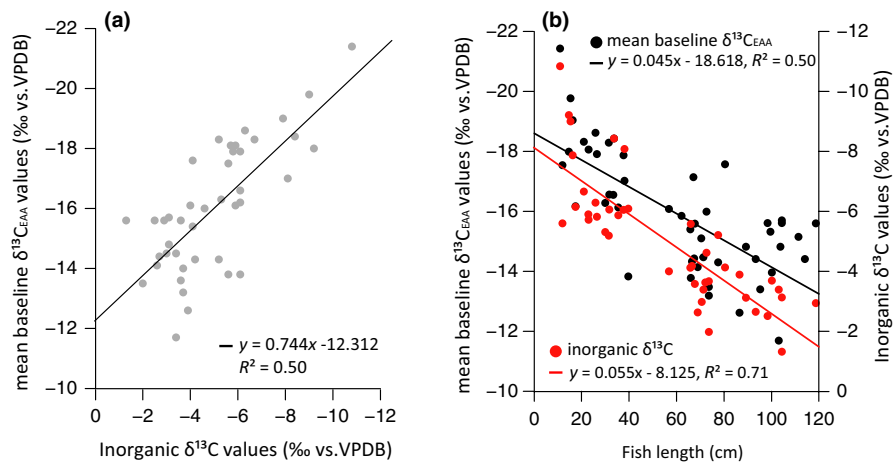 (a)
mean baseline δ¹³C_EAA values (‰ vs.VPDB)
−22
−20
−18
−16
−14
−12
−10
y = 0.744x -12.312
R² = 0.50
0
−2
−4
−6
−8
−10
−12
Inorganic δ¹³C values (‰ vs.VPDB)
(b)
mean baseline δ¹³C_EAA values (‰ vs.VPDB)
−22
−20
−18
−16
−14
−12
−10
mean baseline δ¹³C_EAA
y = 0.045x - 18.618, R² = 0.50
inorganic δ¹³C
y = 0.055x - 8.125, R² = 0.71
−12
−10
−8
−6
−4
−2
0
Inorganic δ¹³C values (‰ vs.VPDB)
0
20
40
60
80
100
120
Fish length (cm)